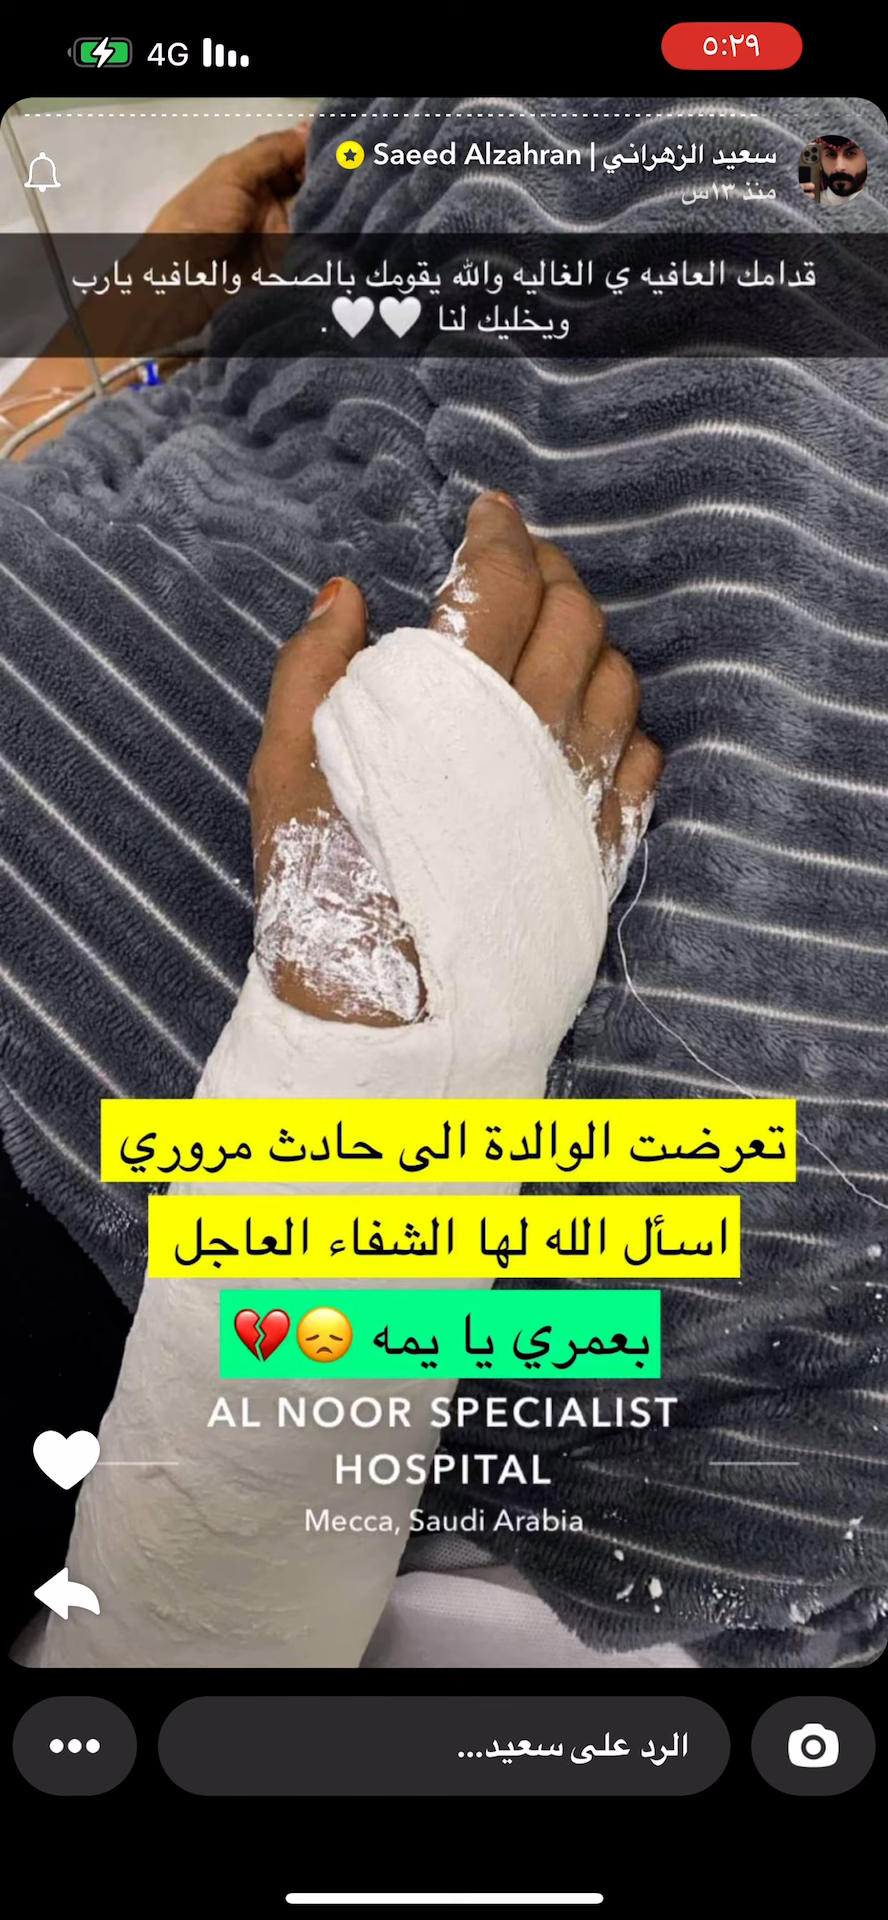 4G
٥:٢٩
سعيد الزهراني | Saeed Alzahran
منذ ١٣س
قدامك العافيه ي الغاليه والله يقومك بالصحه والعافيه يارب
ويخليك لنا 🤍🤍.
تعرضت الوالدة الى حادث مروري
اسأل الله لها الشفاء العاجل
بعمري يا يمه 😞💔
AL NOOR SPECIALIST
HOSPITAL
Mecca, Saudi Arabia
الرد على سعيد...